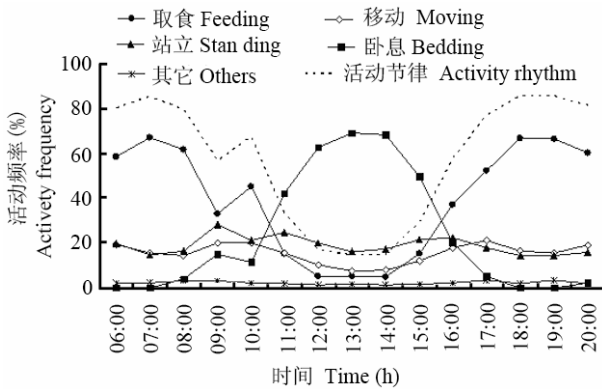 取食 Feeding
移动 Moving
站立 Stan ding
卧息 Bedding
其它 Others
活动节律 Activity rhythm
活动频率 (%)
Activety frequency
100
80
60
40
20
0
06:00 07:00 08:00 09:00 10:00 11:00 12:00 13:00 14:00 15:00 16:00 17:00 18:00 19:00 20:00
时间 Time (h)